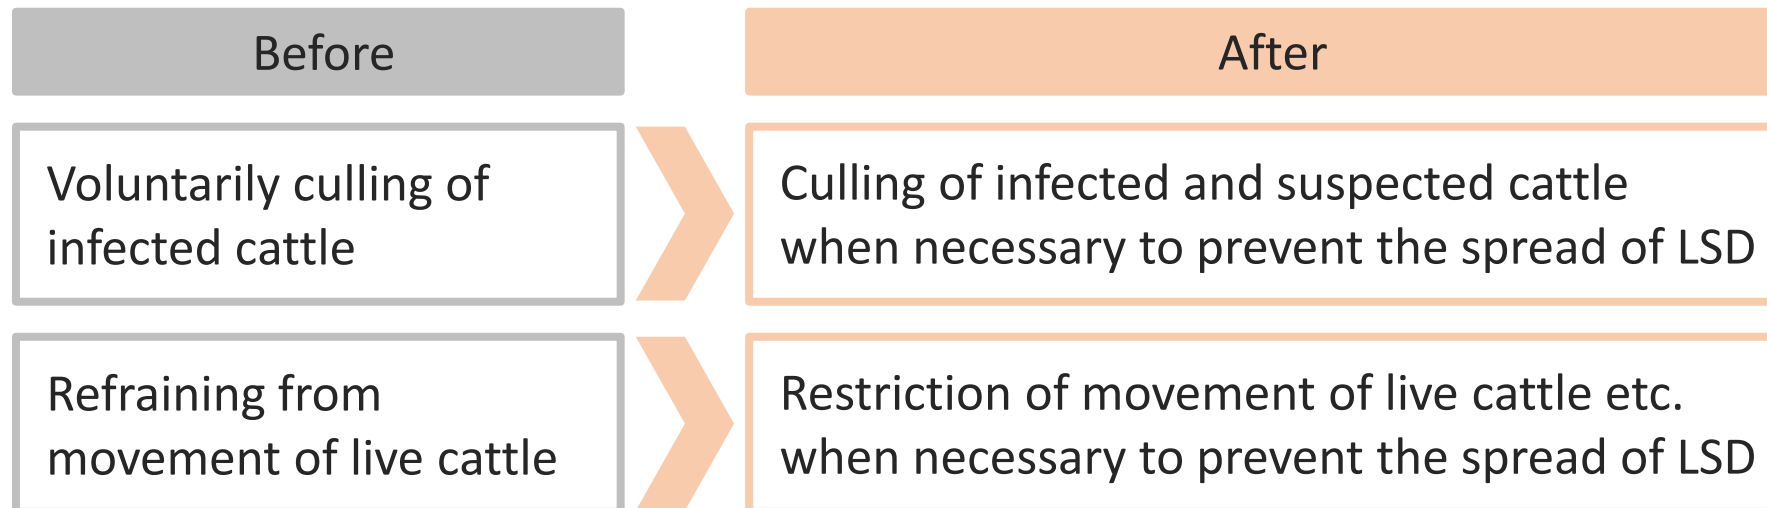 Before
After
Voluntarily culling of
infected cattle
Culling of infected and suspected cattle
when necessary to prevent the spread of LSD
Refraining from
movement of live cattle
Restriction of movement of live cattle etc.
when necessary to prevent the spread of LSD